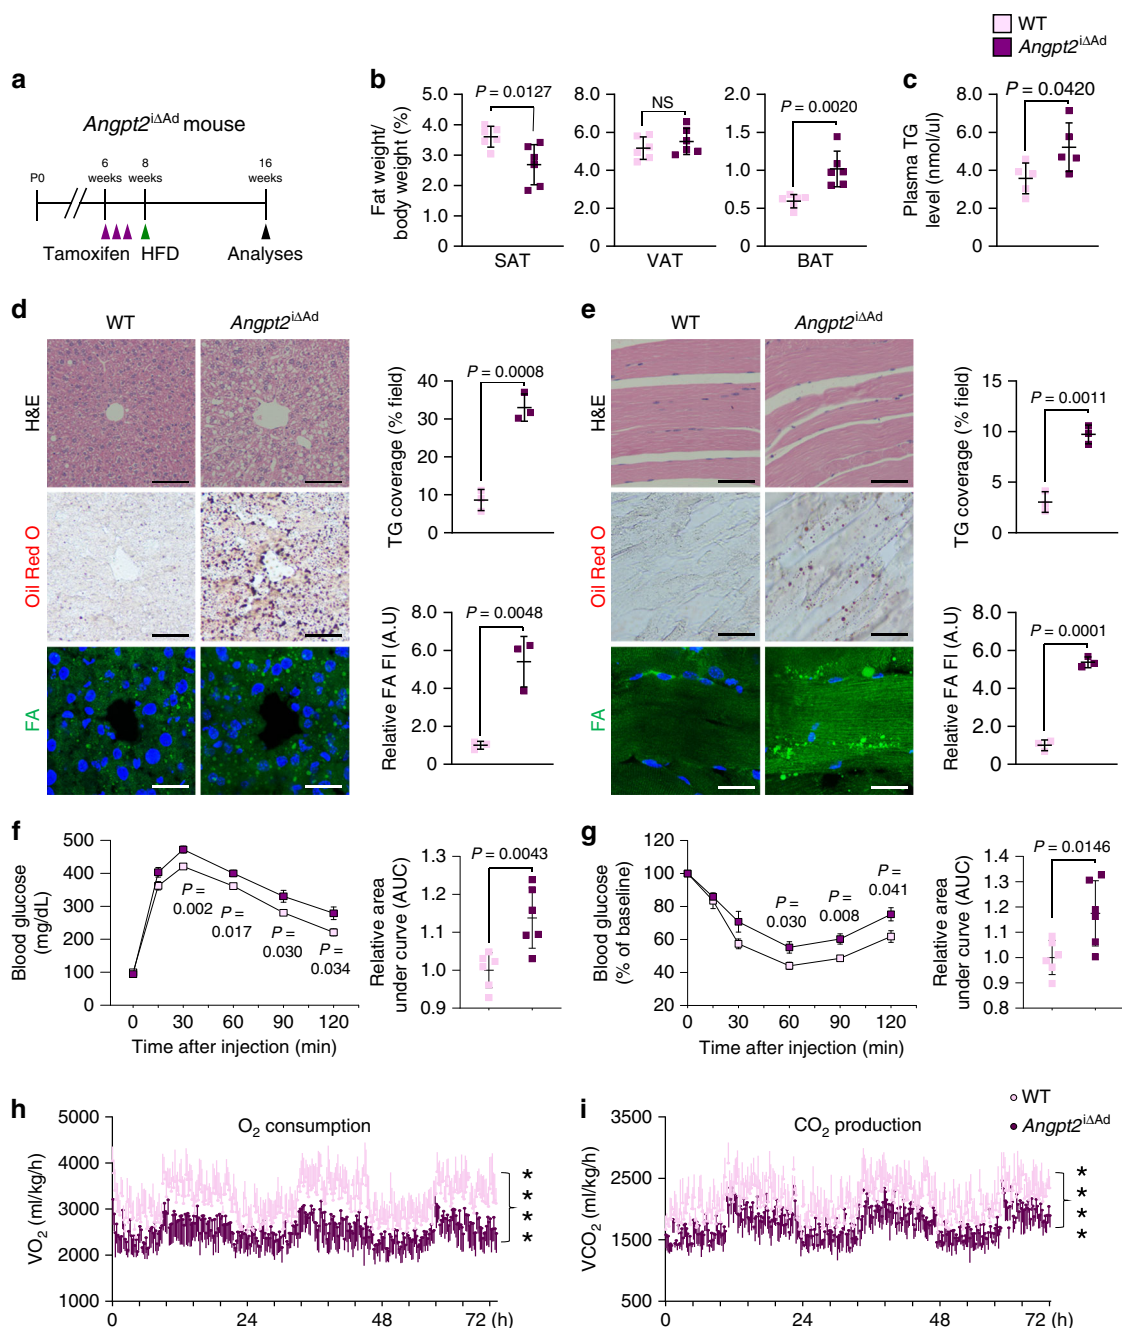 WT
Angpt2iΔAd
a
Angpt2iΔAd mouse
P0
6 weeks
8 weeks
16 weeks
Tamoxifen
HFD
Analyses
b
Fat weight/
body weight (%)
P = 0.0127
5.0
4.0
3.0
2.0
1.0
0
SAT
NS
8.0
6.0
4.0
2.0
0
VAT
P = 0.0020
2.0
1.5
1.0
0.5
0
BAT
c
P = 0.0420
Plasma TG
level (nmol/ul)
8.0
6.0
4.0
2.0
0
d
WT
Angpt2iΔAd
H&E
Oil Red O
FA
P = 0.0008
TG coverage (% field)
40
30
20
10
0
P = 0.0048
Relative FA FI (A.U)
8.0
6.0
4.0
2.0
0
e
WT
Angpt2iΔAd
H&E
Oil Red O
FA
P = 0.0011
TG coverage (% field)
15
10
5
0
P = 0.0001
Relative FA FI (A.U)
8.0
6.0
4.0
2.0
0
f
Blood glucose
(mg/dL)
500
400
300
200
100
0
P =
0.002
P =
0.017
P =
0.030
P =
0.034
0 30 60 90 120
Time after injection (min)
P = 0.0043
Relative area
under curve (AUC)
1.3
1.2
1.1
1.0
0.9
g
Blood glucose
(% of baseline)
120
100
80
60
40
20
P =
0.030
P =
0.008
P =
0.041
0 30 60 90 120
Time after injection (min)
P = 0.0146
Relative area
under curve (AUC)
1.4
1.3
1.2
1.1
1.0
0.9
0.8
h
O2 consumption
VO2 (ml/kg/h)
5000
4000
3000
2000
1000
0 24 48 72 (h)
*
*
*
*
i
CO2 production
WT
Angpt2iΔAd
VCO2 (ml/kg/h)
3500
2500
1500
500
0 24 48 72 (h)
*
*
*
*